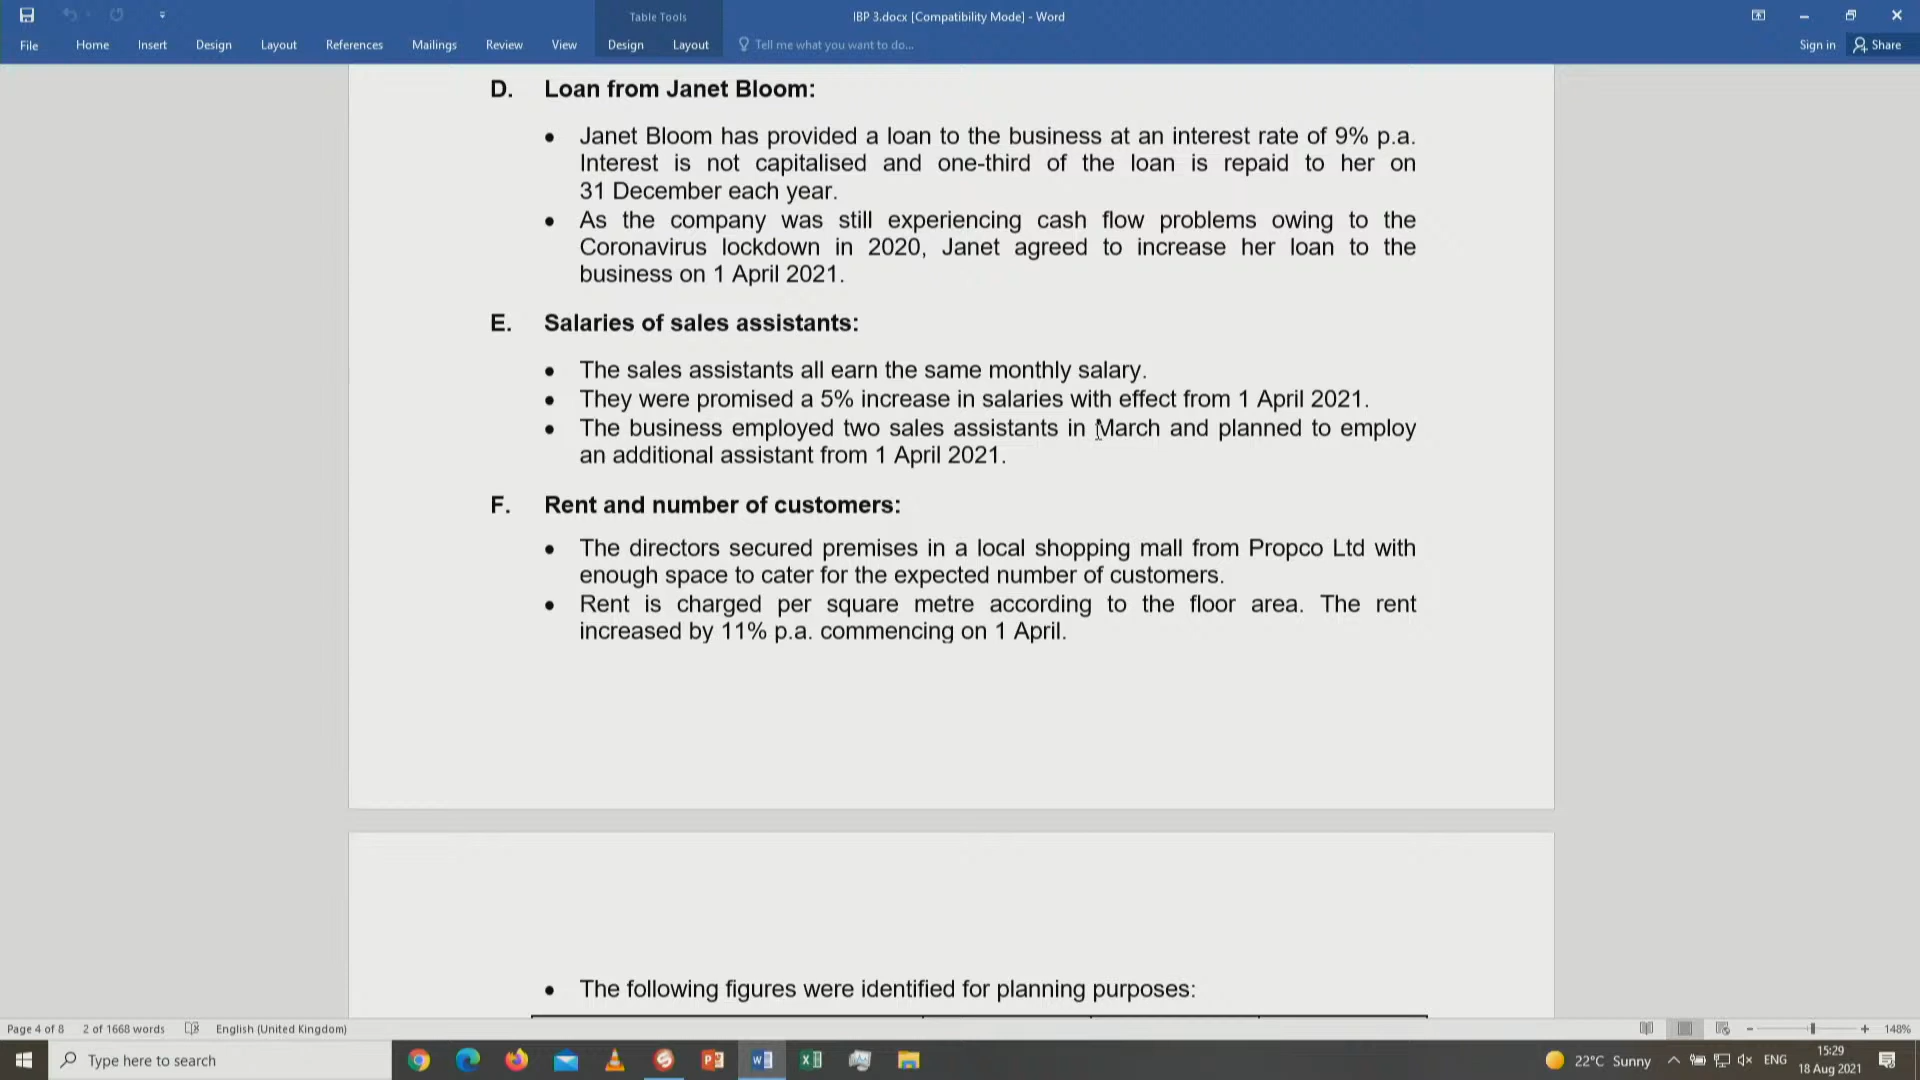 Table Tools
IBP 3.docx [Compatibility Mode] - Word
File Home Insert Design Layout References Mailings Review View Design Layout Tell me what you want to do... Sign in Share
D. Loan from Janet Bloom:
• Janet Bloom has provided a loan to the business at an interest rate of 9% p.a.
Interest is not capitalised and one-third of the loan is repaid to her on
31 December each year.
• As the company was still experiencing cash flow problems owing to the
Coronavirus lockdown in 2020, Janet agreed to increase her loan to the
business on 1 April 2021.
E. Salaries of sales assistants:
• The sales assistants all earn the same monthly salary.
• They were promised a 5% increase in salaries with effect from 1 April 2021.
• The business employed two sales assistants in March and planned to employ
an additional assistant from 1 April 2021.
F. Rent and number of customers:
• The directors secured premises in a local shopping mall from Propco Ltd with
enough space to cater for the expected number of customers.
• Rent is charged per square metre according to the floor area. The rent
increased by 11% p.a. commencing on 1 April.
• The following figures were identified for planning purposes:
Page 4 of 8 2 of 1668 words English (United Kingdom) 148%
Type here to search 22°C Sunny ENG 15:29
18 Aug 2021